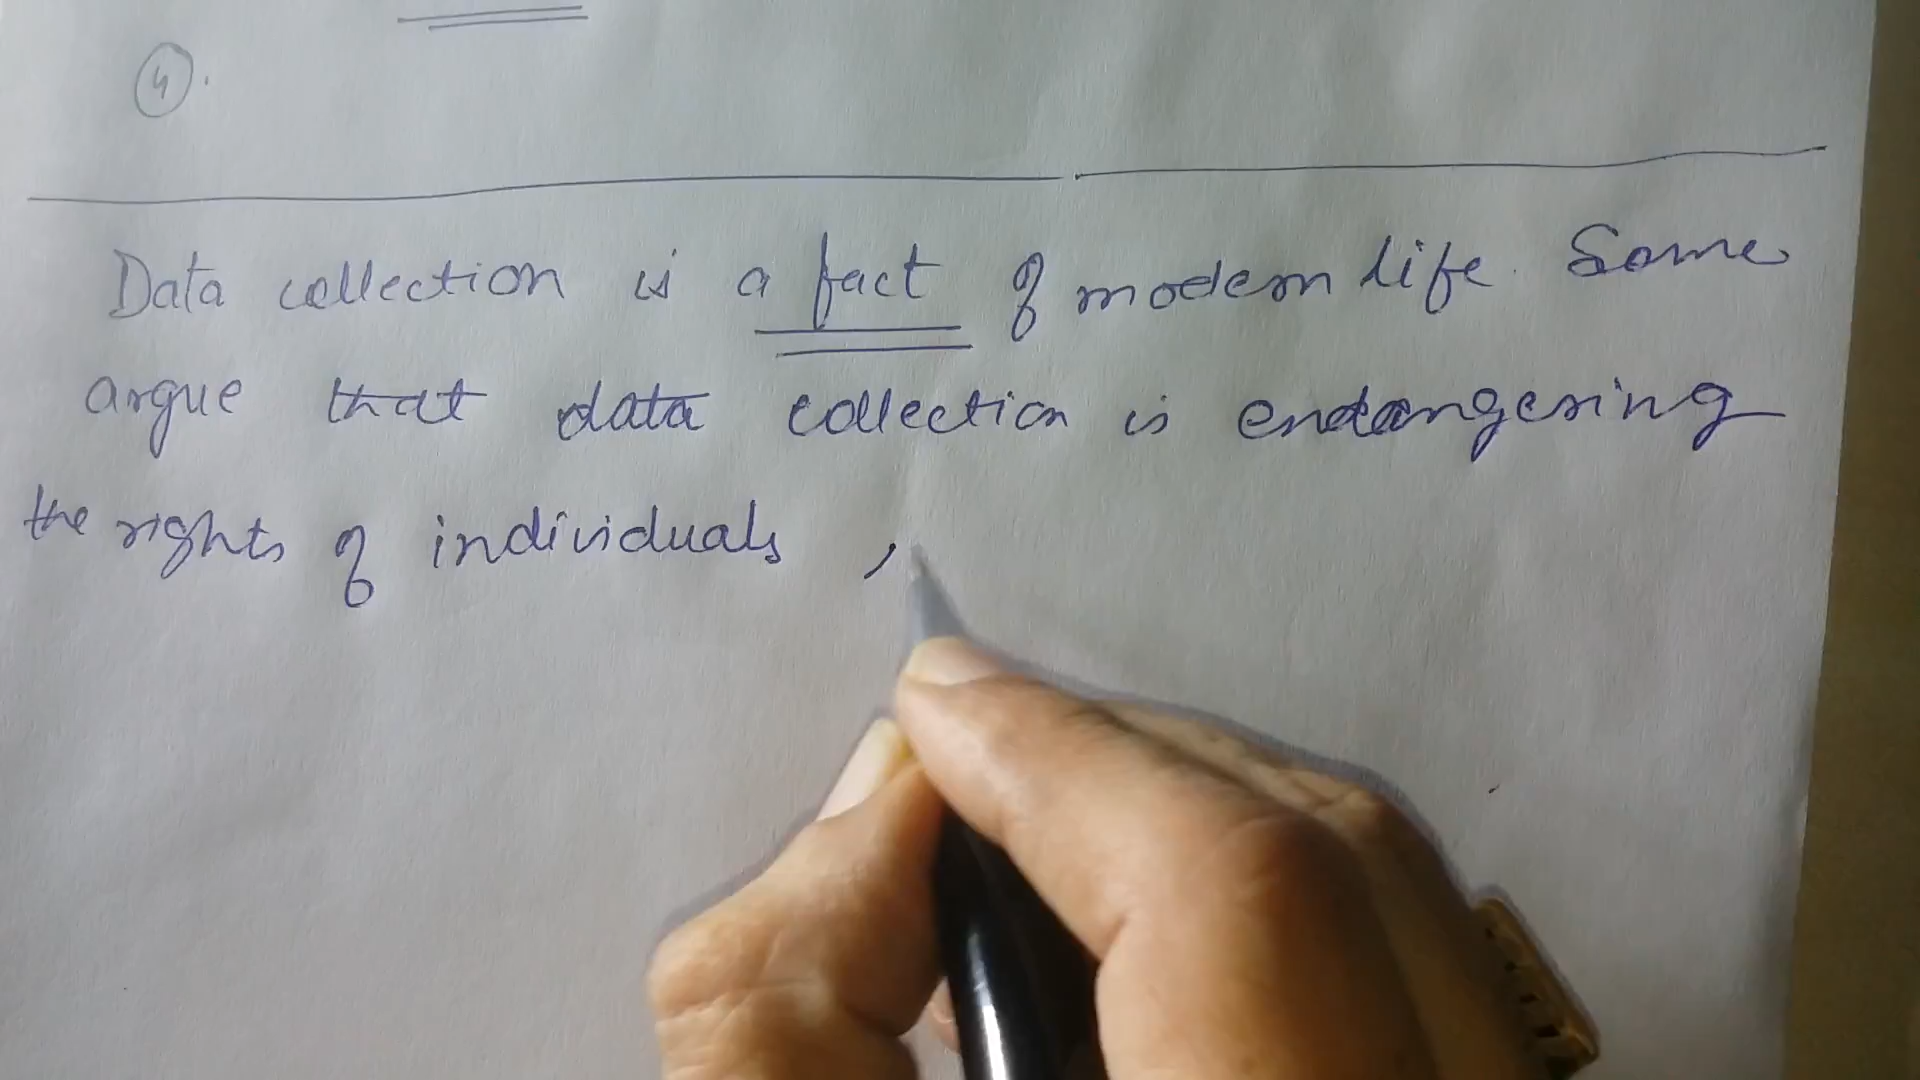 4.
Data collection is a fact of modern life. Some
argue that data collection is endangering
the rights of individuals,